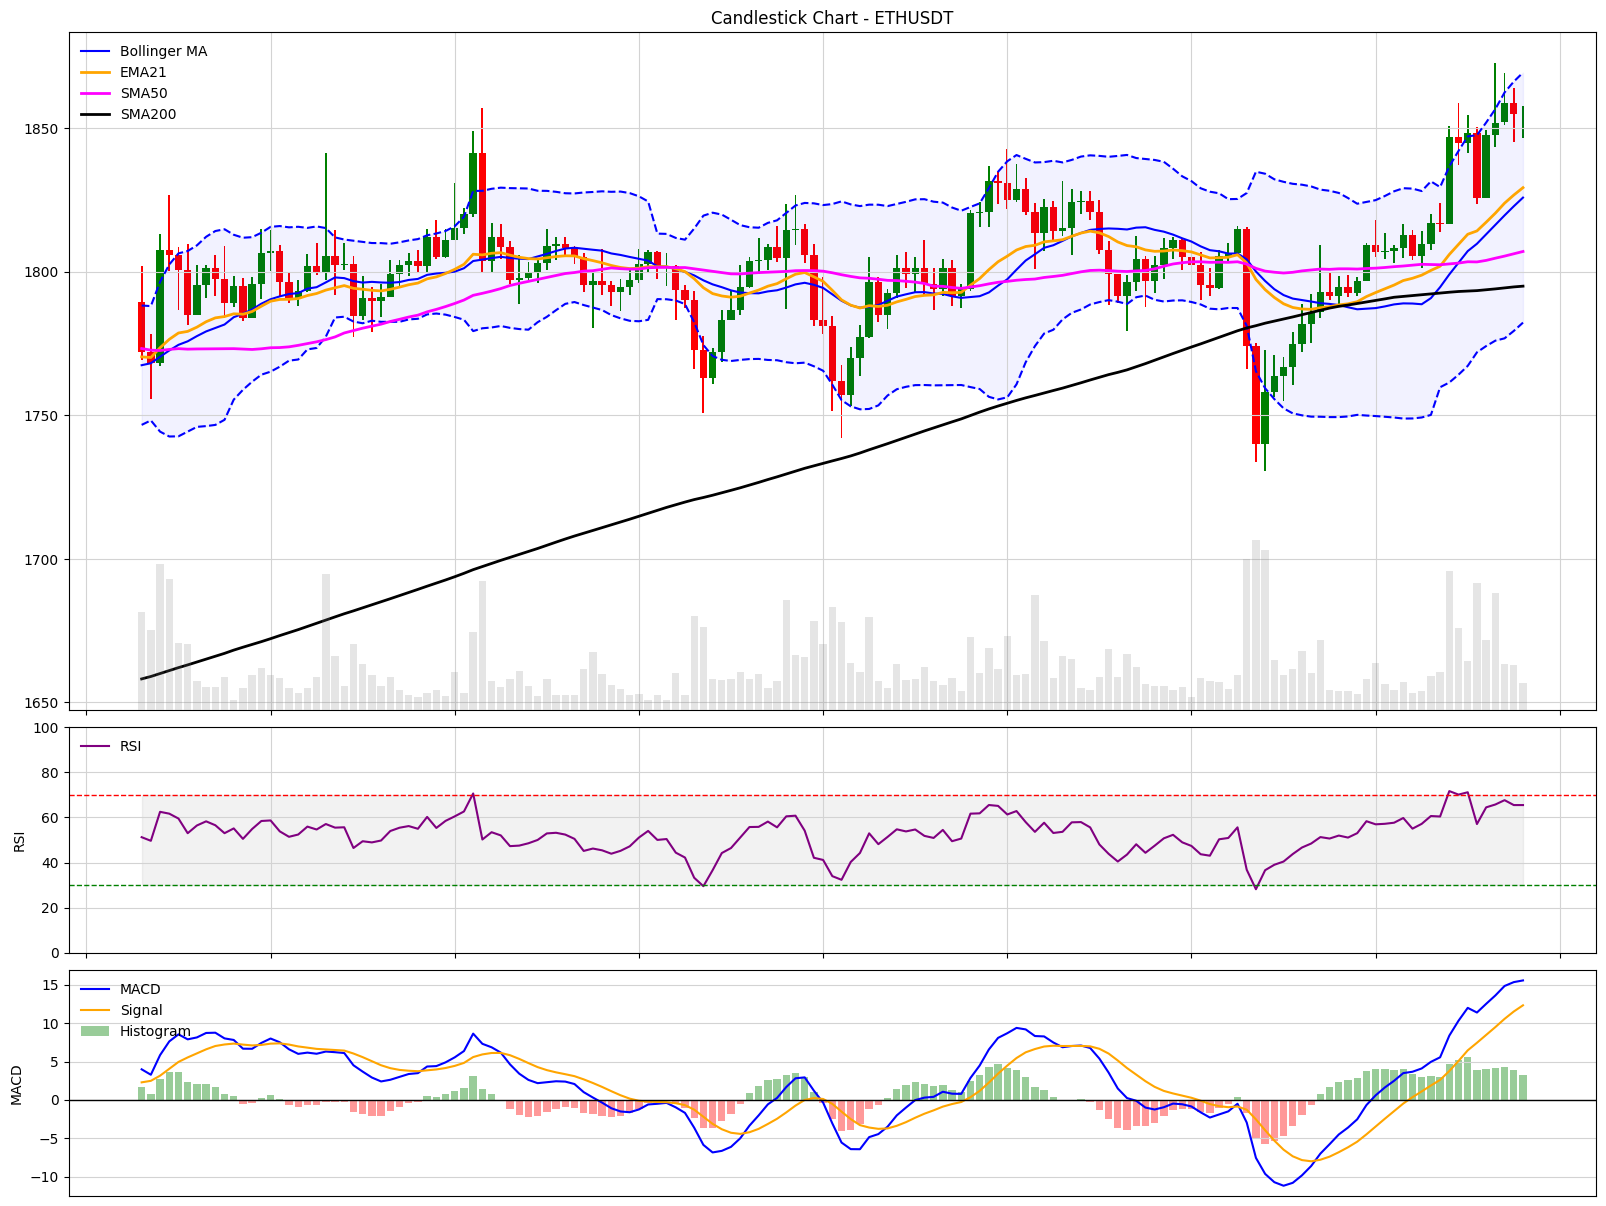 Candlestick Chart - ETHUSDT
Bollinger MA
EMA21
SMA50
SMA200
1850
1800
1750
1700
1650
RSI
100
80
60
40
20
0
RSI
MACD
Signal
Histogram
15
10
5
0
−5
−10
MACD